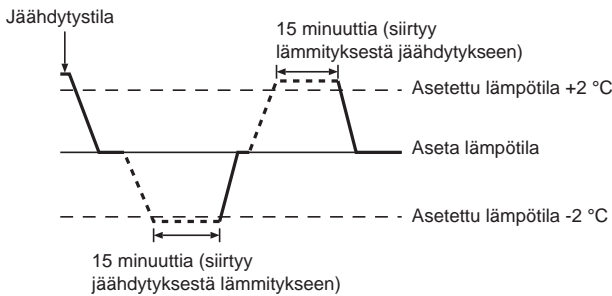 Jäähdytystila
15 minuuttia (siirtyy
lämmityksestä jäähdytykseen)
Asetettu lämpötila +2 °C
Aseta lämpötila
Asetettu lämpötila -2 °C
15 minuuttia (siirtyy
jäähdytyksestä lämmitykseen)